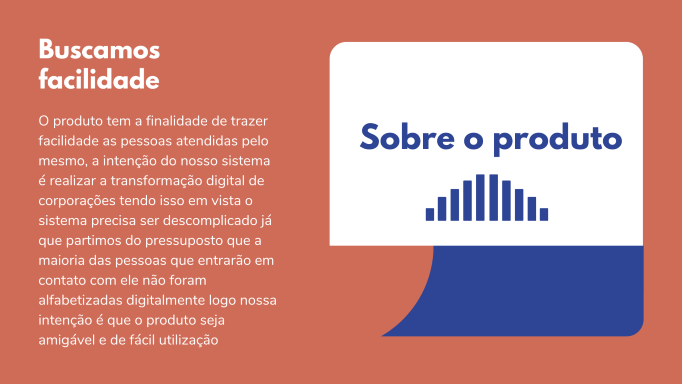 Buscamos
facilidade
O produto tem a finalidade de trazer
facilidade as pessoas atendidas pelo
mesmo, a intenção do nosso sistema
é realizar a transformação digital de
corporações tendo isso em vista o
sistema precisa ser descomplicado já
que partimos do pressuposto que a
maioria das pessoas que entrarão em
contato com ele não foram
alfabetizadas digitalmente logo nossa
intenção é que o produto seja
amigável e de fácil utilização
Sobre o produto